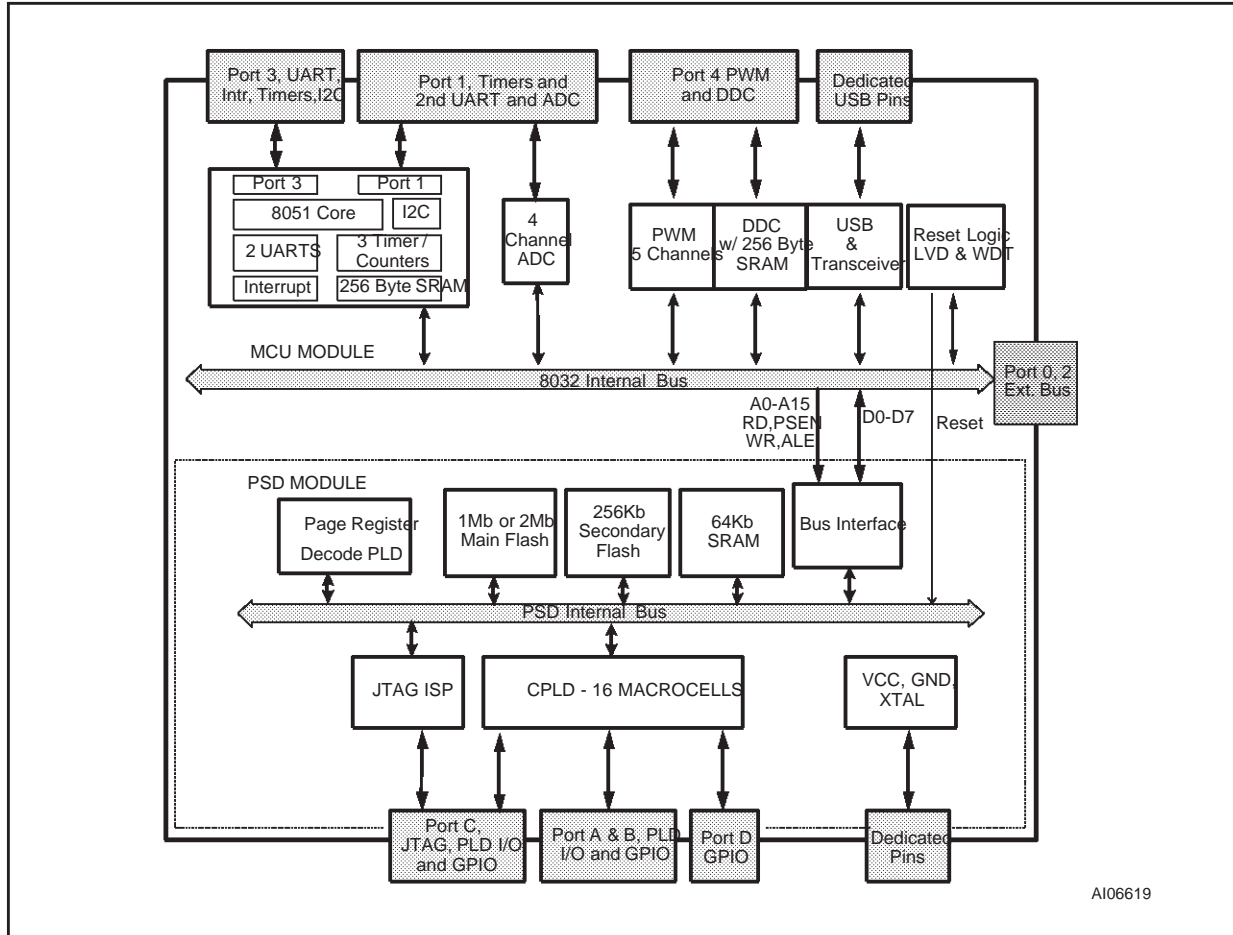 Port 3, UART,
Intr, Timers,I2C
Port 1, Timers and
2nd UART and ADC
Port 4 PWM
and DDC
Dedicated
USB Pins
Port 3
Port 1
8051 Core
I2C
2 UARTS
3 Timer /
Counters
Interrupt
256 Byte SRAM
4
Channel
ADC
PWM
5 Channels
DDC
w/ 256 Byte
SRAM
USB
&
Transceiver
Reset Logic
LVD & WDT
MCU MODULE
8032 Internal Bus
Port 0, 2
Ext. Bus
A0-A15
RD,PSEN
WR,ALE
D0-D7
Reset
PSD MODULE
Page Register
Decode PLD
1Mb or 2Mb
Main Flash
256Kb
Secondary
Flash
64Kb
SRAM
Bus Interface
PSD Internal Bus
JTAG ISP
CPLD - 16 MACROCELLS
VCC, GND,
XTAL
Port C,
JTAG, PLD I/O
and GPIO
Port A & B, PLD
I/O and GPIO
Port D
GPIO
Dedicated
Pins
AI06619